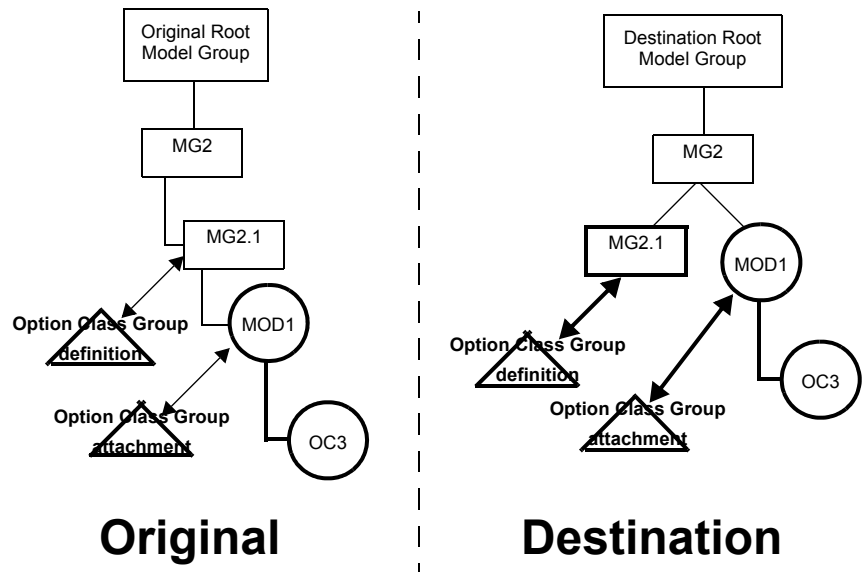 Original Root
Model Group
MG2
MG2.1
Option Class Group
definition
MOD1
Option Class Group
attachment
OC3
Original
Destination Root
Model Group
MG2
MG2.1
MOD1
Option Class Group
definition
OC3
Option Class Group
attachment
Destination